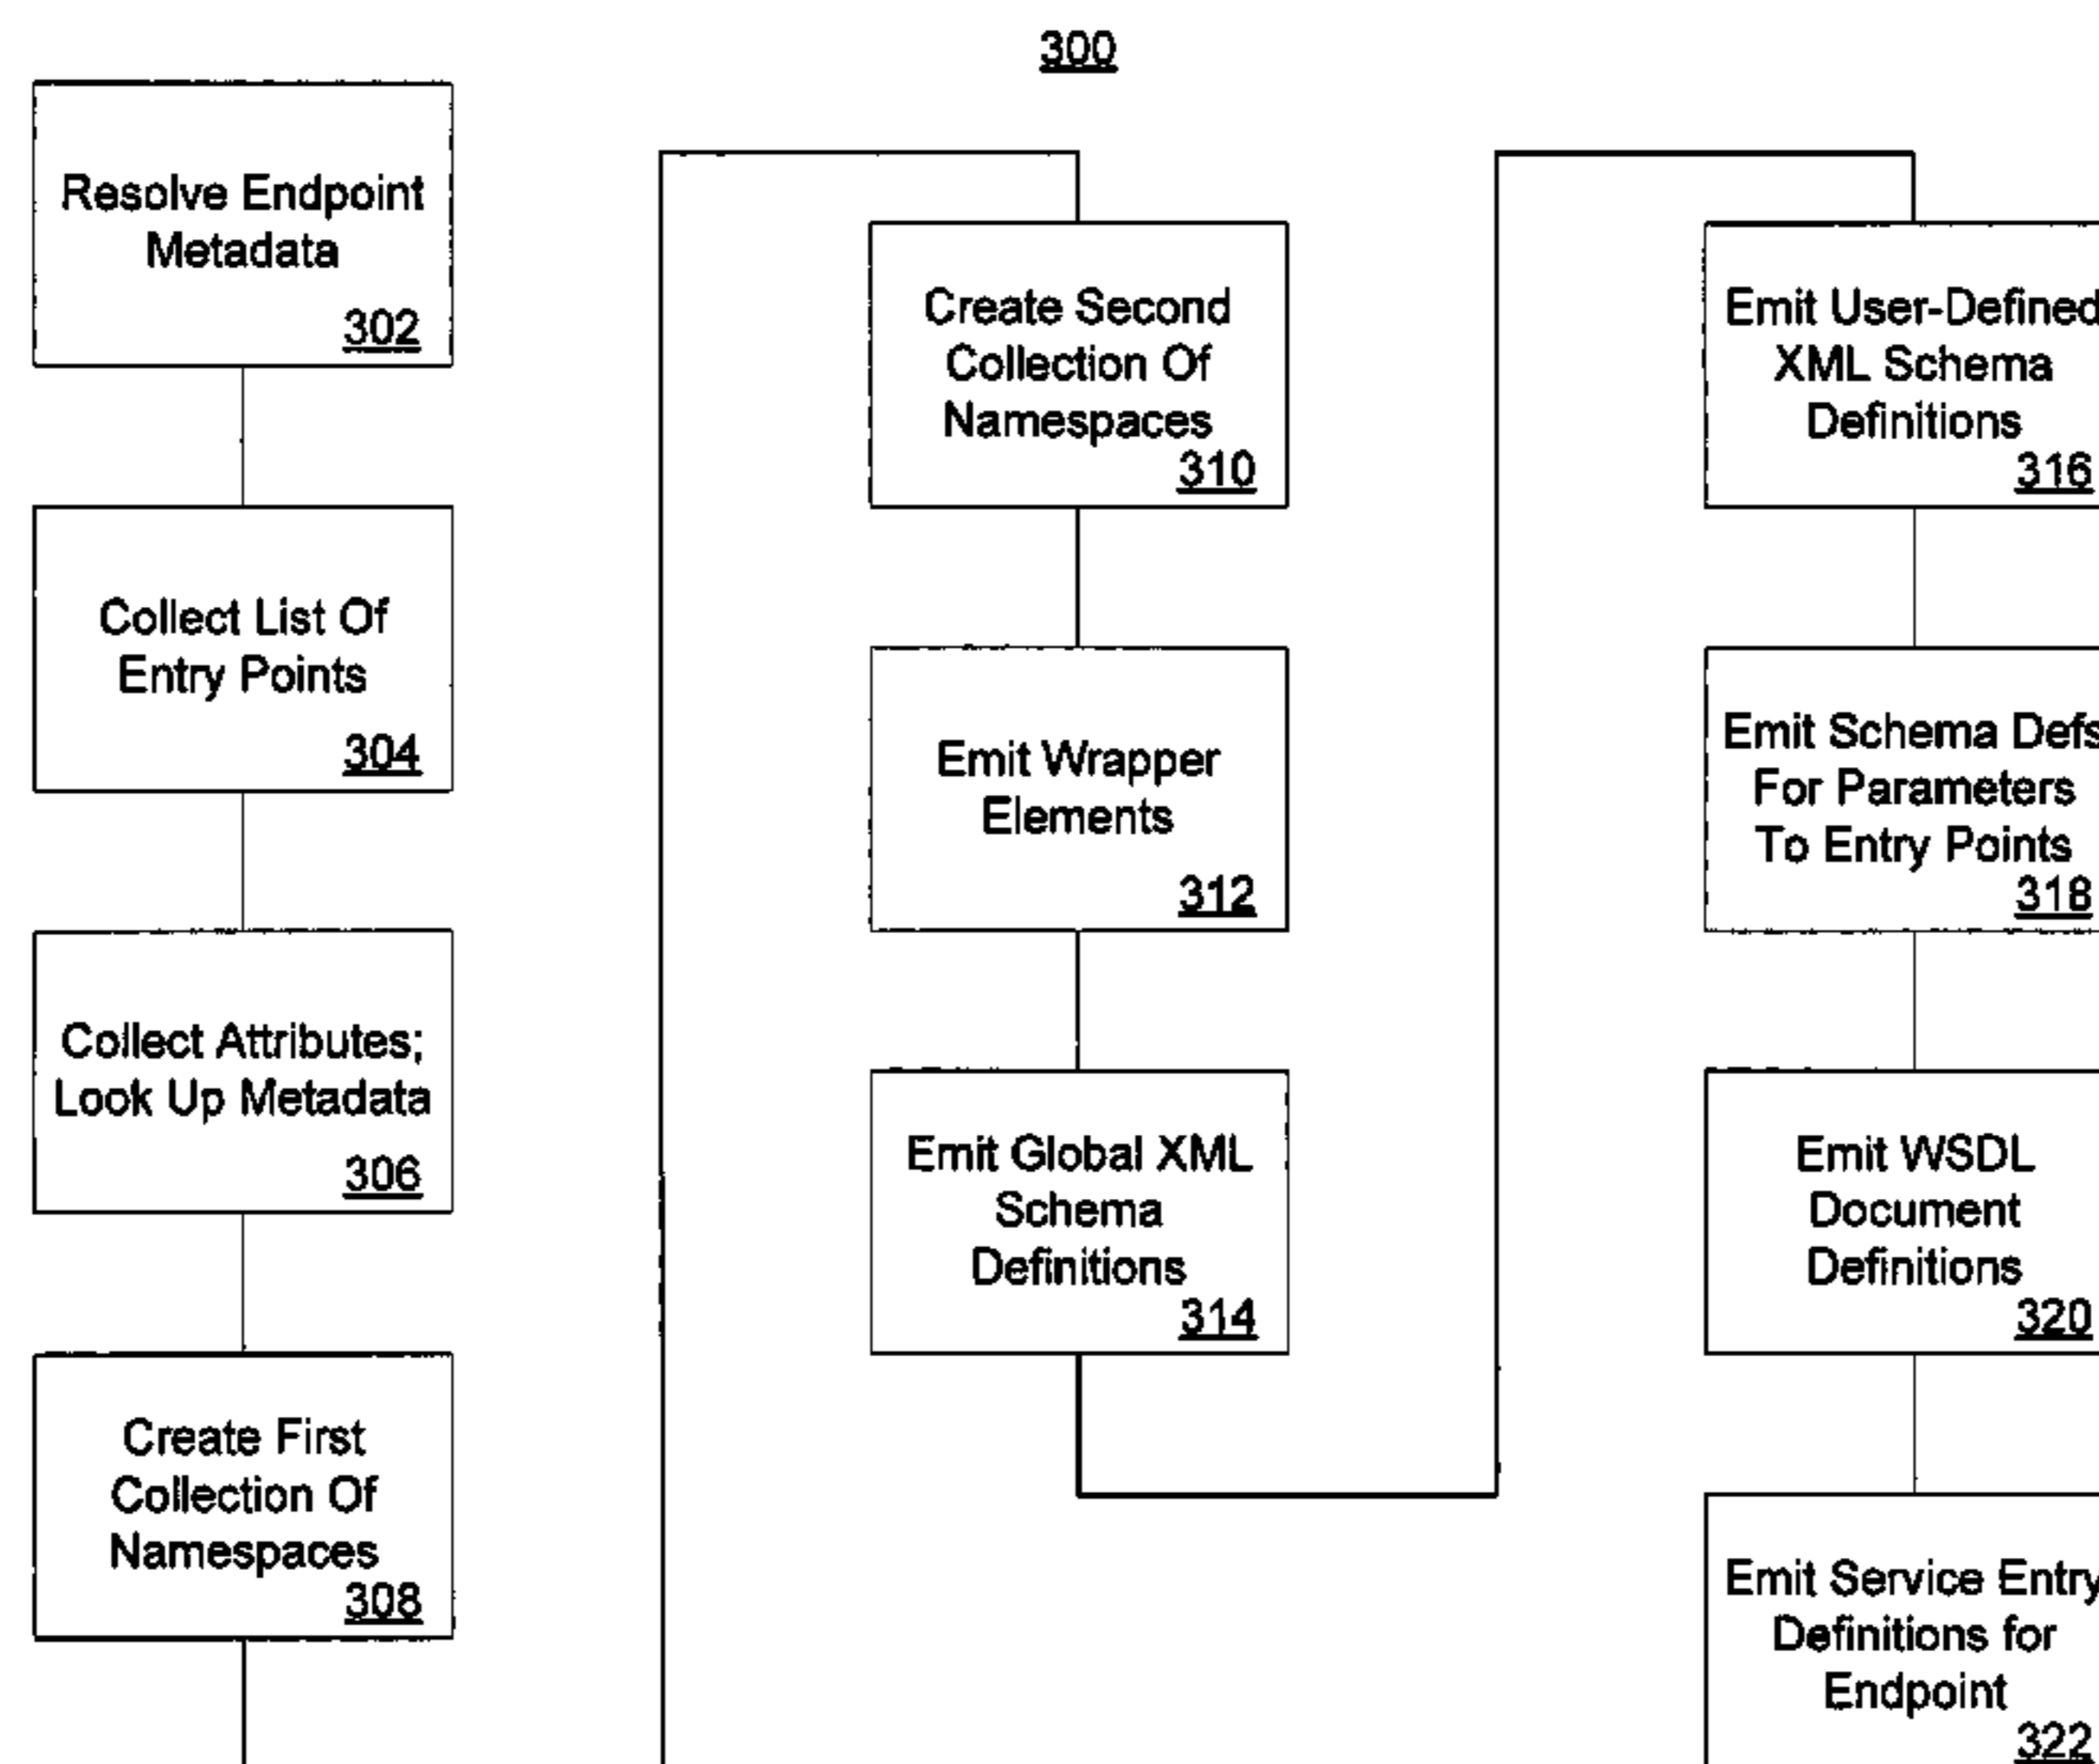 300
Resolve Endpoint
Metadata
302
Collect List Of
Entry Points
304
Collect Attributes;
Look Up Metadata
306
Create First
Collection Of
Namespaces
308
Create Second
Collection Of
Namespaces
310
Emit Wrapper
Elements
312
Emit Global XML
Schema
Definitions
314
Emit User-Defined
XML Schema
Definitions
316
Emit Schema Defs
For Parameters
To Entry Points
318
Emit WSDL
Document
Definitions
320
Emit Service Entry
Definitions for
Endpoint
322